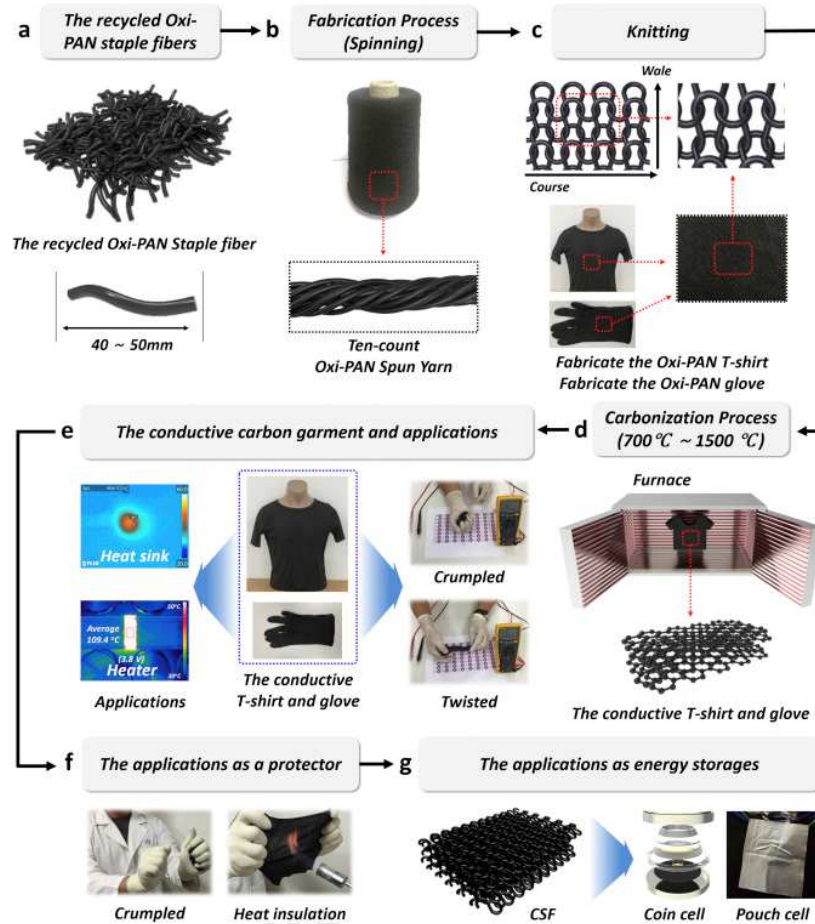 a
The recycled Oxi-
PAN staple fibers
b
Fabrication Process
(Spinning)
c
Knitting
Wale
Course
The recycled Oxi-PAN Staple fiber
40 ~ 50mm
Ten-count
Oxi-PAN Spun Yarn
Fabricate the Oxi-PAN T-shirt
Fabricate the Oxi-PAN glove
e
The conductive carbon garment and applications
d
Carbonization Process
(700℃ ~ 1500 ℃)
Furnace
Heat sink
Crumpled
Average
109.4 °C
(3.8 V)
Heater
Applications
The conductive
T-shirt and glove
Twisted
The conductive T-shirt and glove
f
The applications as a protector
g
The applications as energy storages
Crumpled
Heat insulation
CSF
Coin cell
Pouch cell